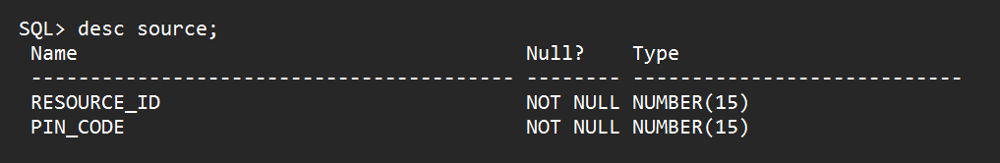 SQL> desc source;
Name Null? Type
----------------------------------------- -------- ----------------------------
RESOURCE_ID NOT NULL NUMBER(15)
PIN_CODE NOT NULL NUMBER(15)